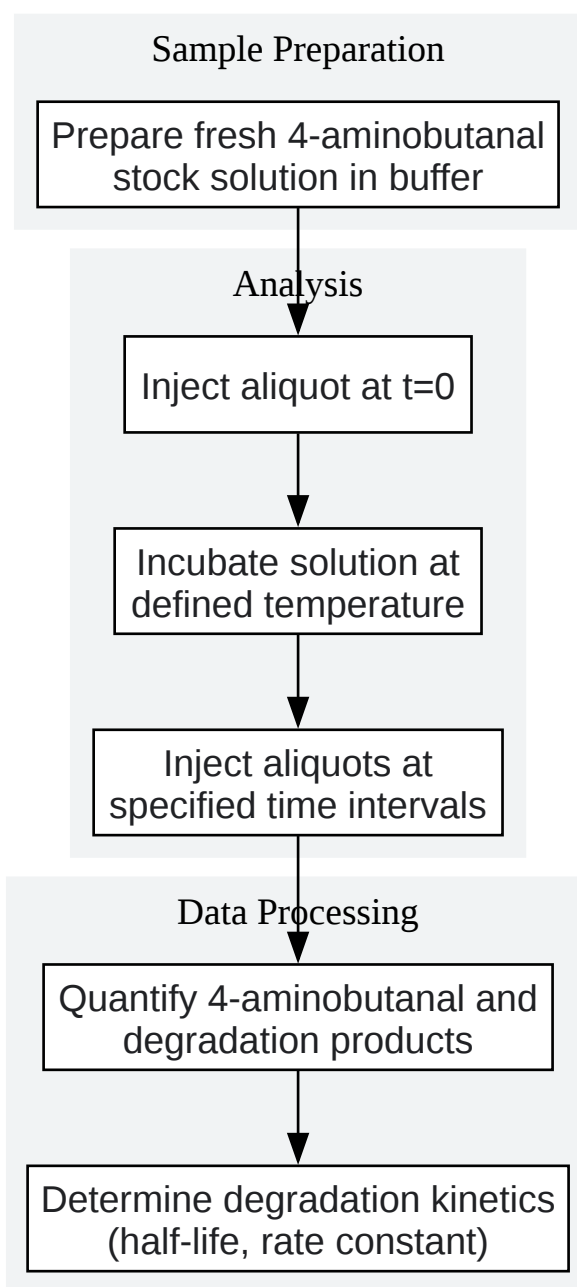 Sample Preparation
Prepare fresh 4-aminobutanal
stock solution in buffer
Analysis
Inject aliquot at t=0
Incubate solution at
defined temperature
Inject aliquots at
specified time intervals
Data Processing
Quantify 4-aminobutanal and
degradation products
Determine degradation kinetics
(half-life, rate constant)